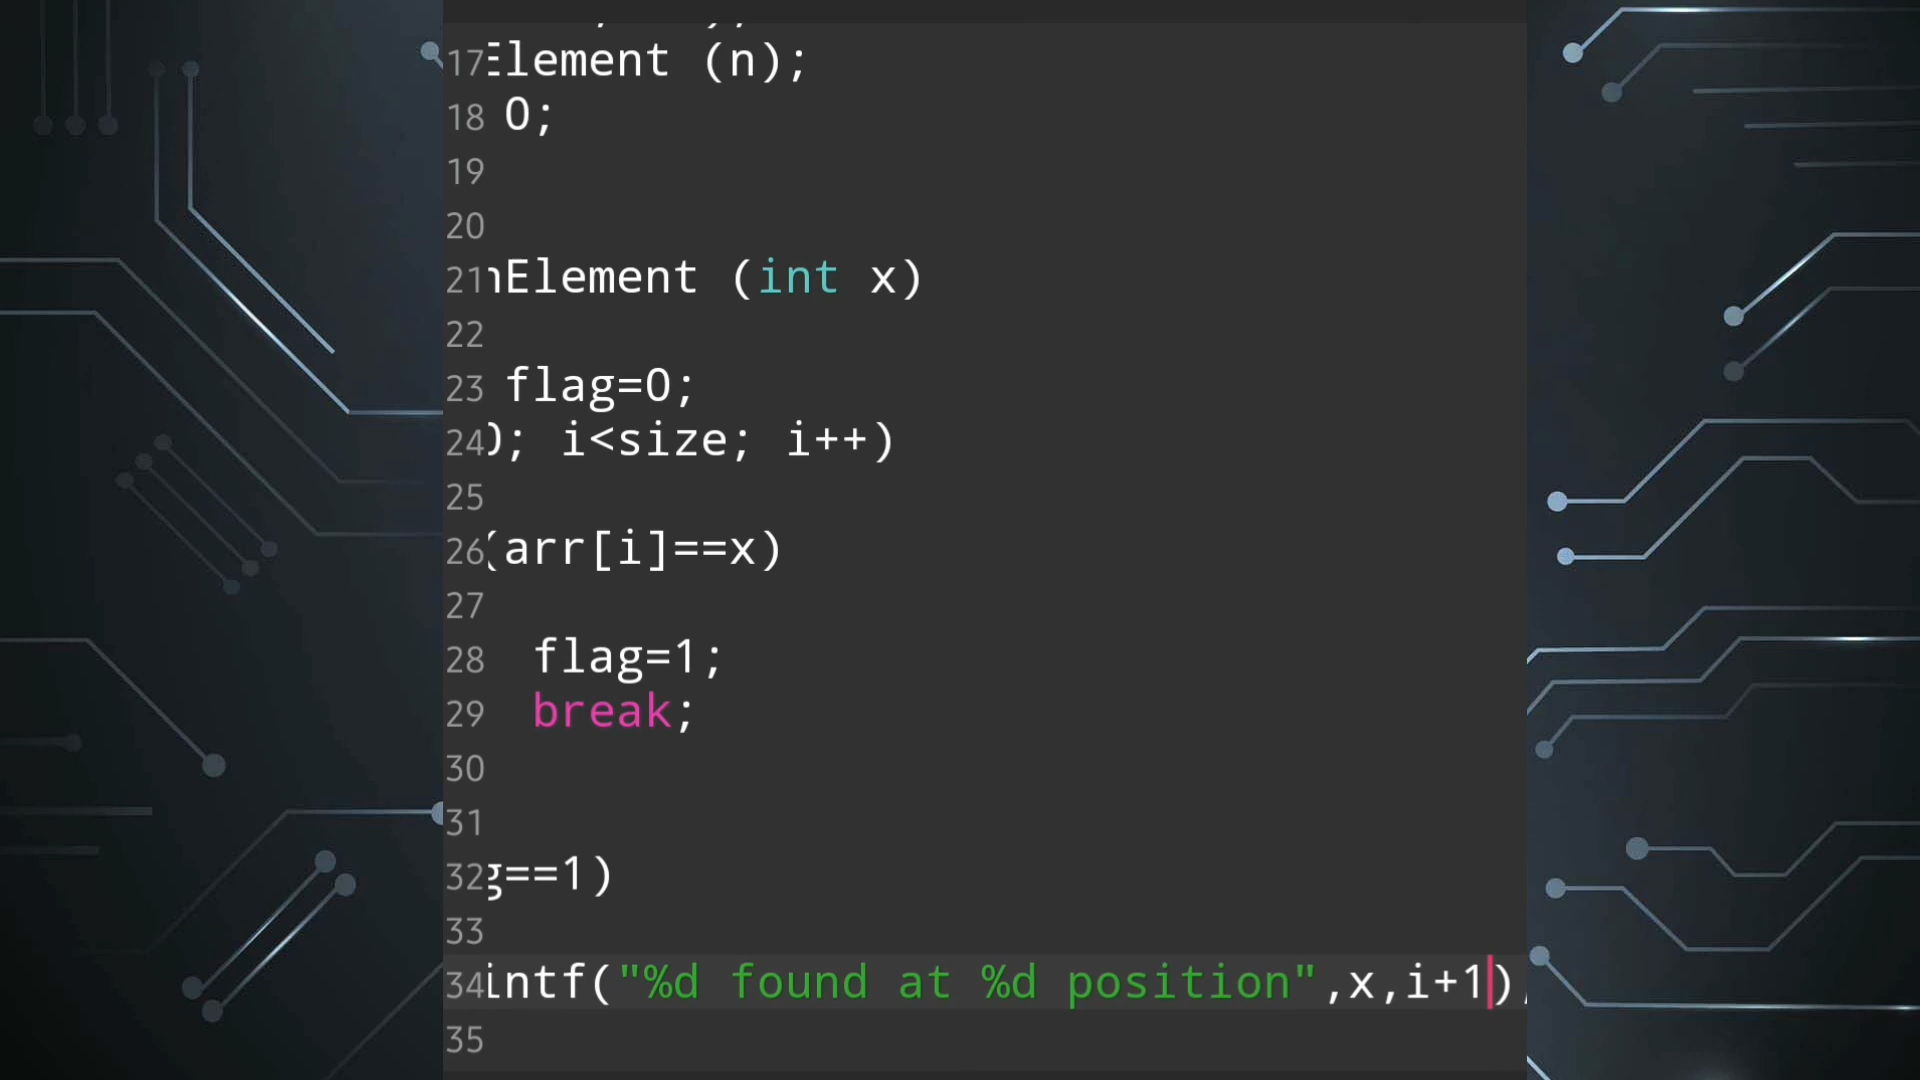 17 Element (n);
18 0;
19
20
21 Element (int x)
22
23 flag=0;
24 ; i<size; i++)
25
26 (arr[i]==x)
27
28 flag=1;
29 break;
30
31
32 g==1)
33
34 intf("%d found at %d position",x,i+1)
35